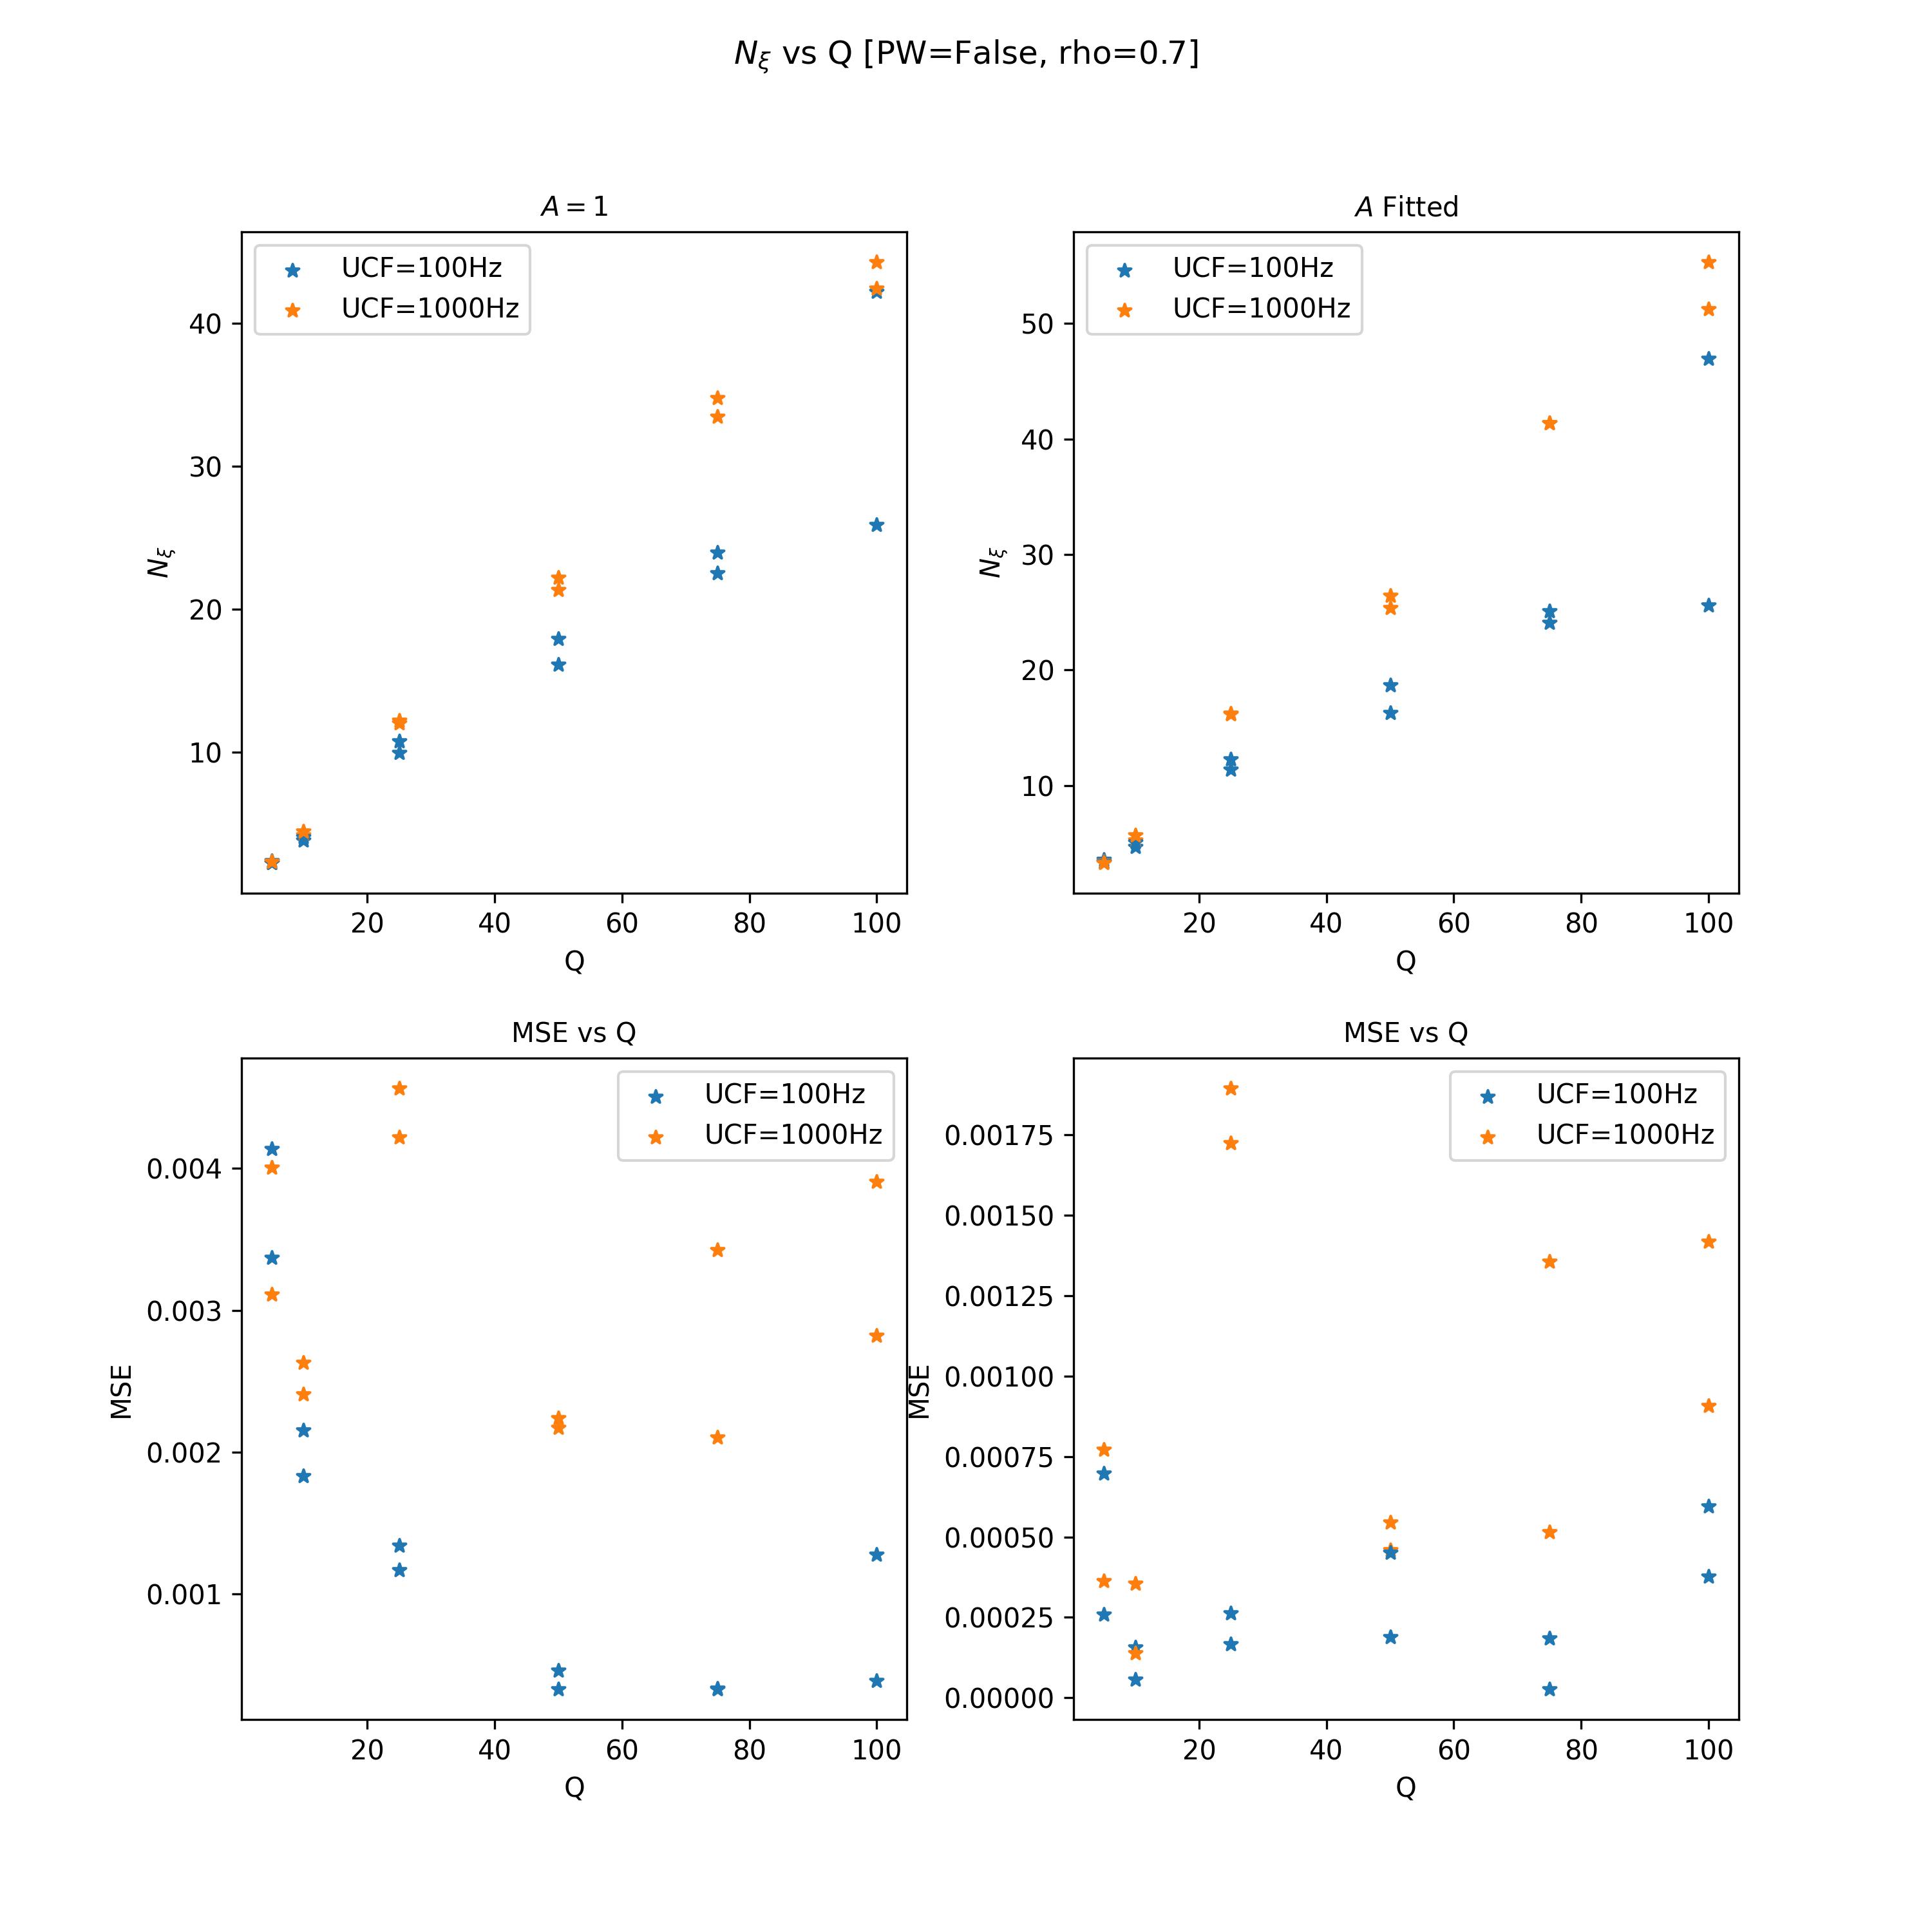 N_ξ vs Q [PW=False, rho=0.7]
A = 1
UCF=100Hz
UCF=1000Hz
40
30
20
10
N_ξ
20 40 60 80 100
Q
A Fitted
UCF=100Hz
UCF=1000Hz
50
40
30
20
10
N_ξ
20 40 60 80 100
Q
MSE vs Q
UCF=100Hz
UCF=1000Hz
0.004
0.003
0.002
0.001
MSE
20 40 60 80 100
Q
MSE vs Q
UCF=100Hz
UCF=1000Hz
0.00175
0.00150
0.00125
0.00100
0.00075
0.00050
0.00025
0.00000
MSE
20 40 60 80 100
Q